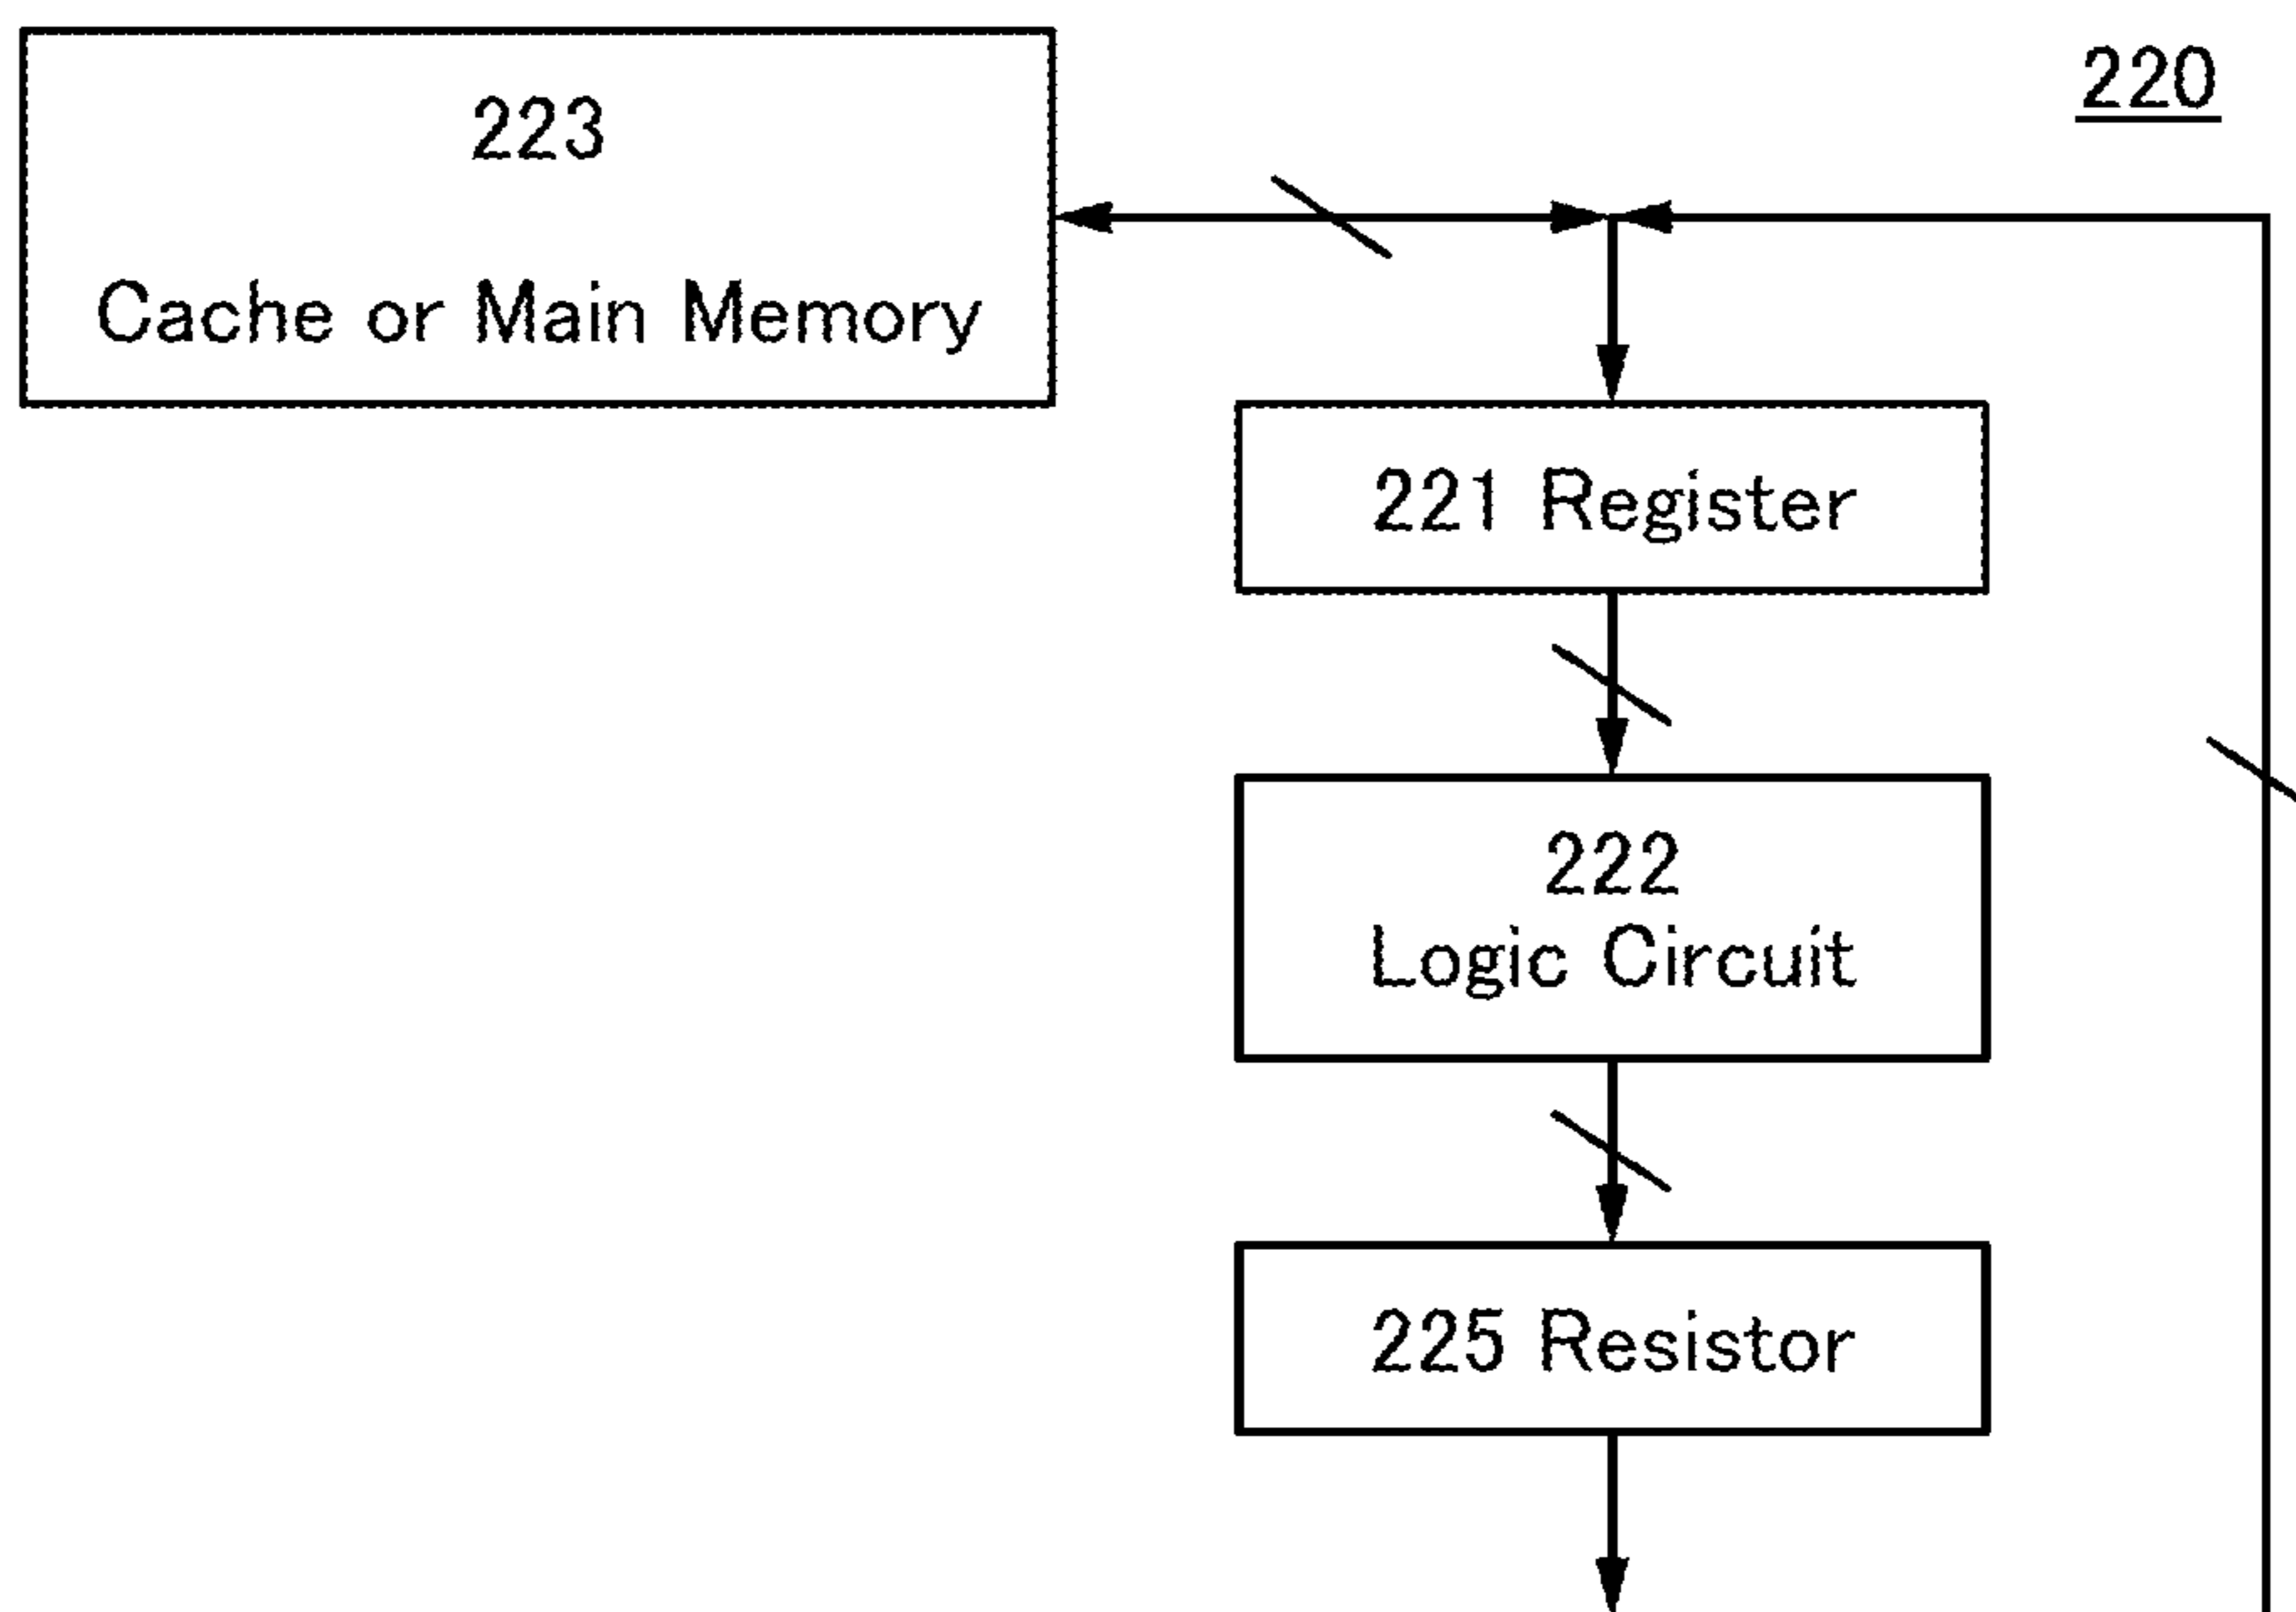 220
223
Cache or Main Memory
221 Register
222
Logic Circuit
225 Resistor